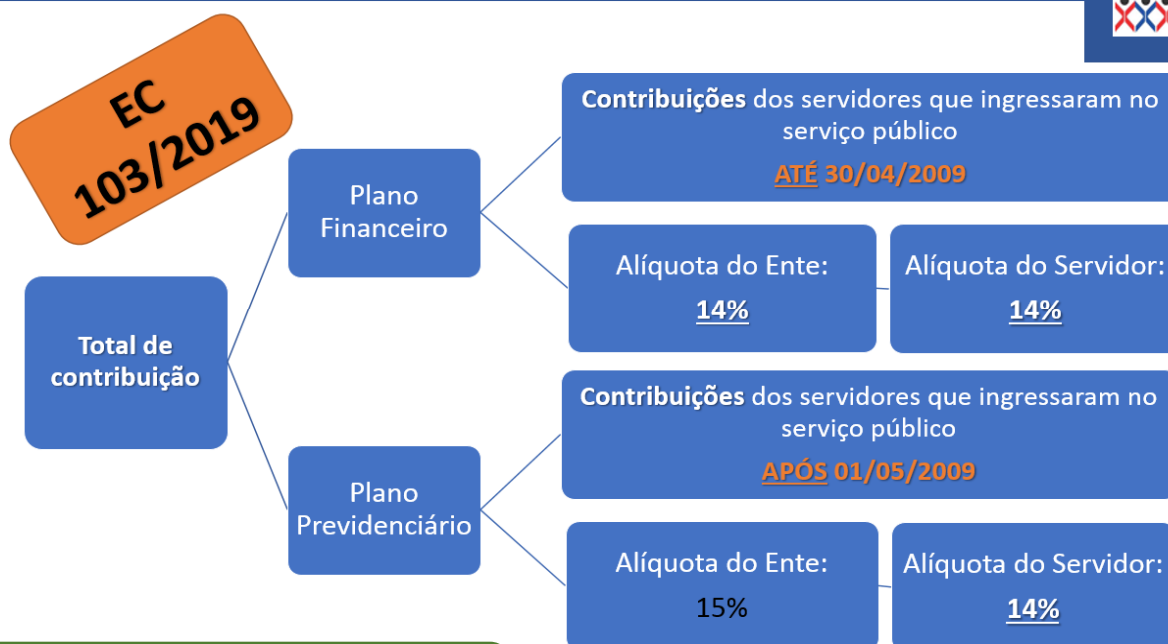 EC
103/2019
Total de
contribuição
Plano
Financeiro
Contribuições dos servidores que ingressaram no
serviço público
ATÉ 30/04/2009
Alíquota do Ente:
14%
Alíquota do Servidor:
14%
Plano
Previdenciário
Contribuições dos servidores que ingressaram no
serviço público
APÓS 01/05/2009
Alíquota do Ente:
15%
Alíquota do Servidor:
14%